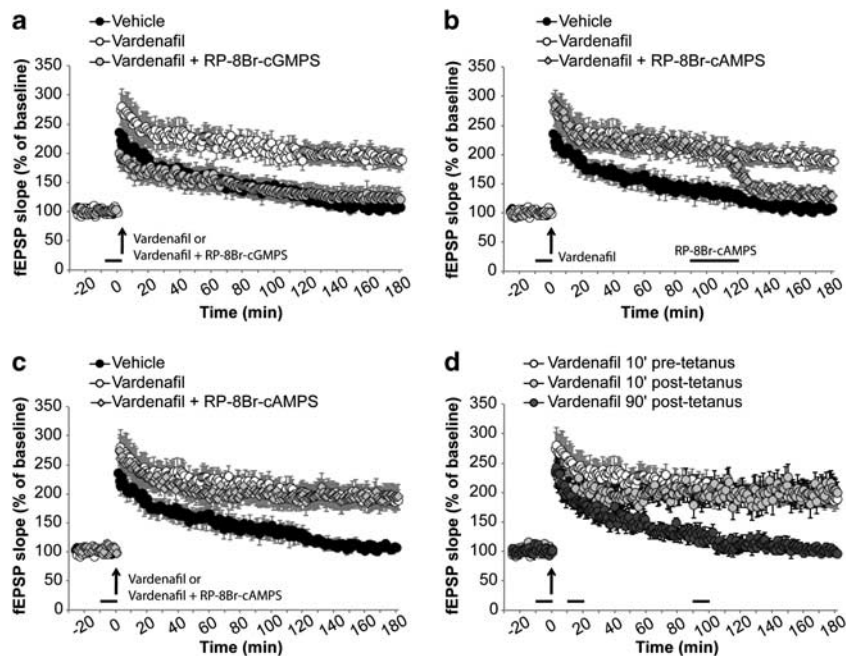 a
Vehicle
Vardenafil
Vardenafil + RP-8Br-cGMPS
fEPSP slope (% of baseline)
350
300
250
200
150
100
50
0
Vardenafil or
Vardenafil + RP-8Br-cGMPS
-20 0 20 40 60 80 100 120 140 160 180
Time (min)
b
Vehicle
Vardenafil
Vardenafil + RP-8Br-cAMPS
fEPSP slope (% of baseline)
350
300
250
200
150
100
50
0
Vardenafil
RP-8Br-cAMPS
-20 0 20 40 60 80 100 120 140 160 180
Time (min)
c
Vehicle
Vardenafil
Vardenafil + RP-8Br-cAMPS
fEPSP slope (% of baseline)
350
300
250
200
150
100
50
0
Vardenafil or
Vardenafil + RP-8Br-cAMPS
-20 0 20 40 60 80 100 120 140 160 180
Time (min)
d
Vardenafil 10' pre-tetanus
Vardenafil 10' post-tetanus
Vardenafil 90' post-tetanus
fEPSP slope (% of baseline)
350
300
250
200
150
100
50
0
-20 0 20 40 60 80 100 120 140 160 180
Time (min)